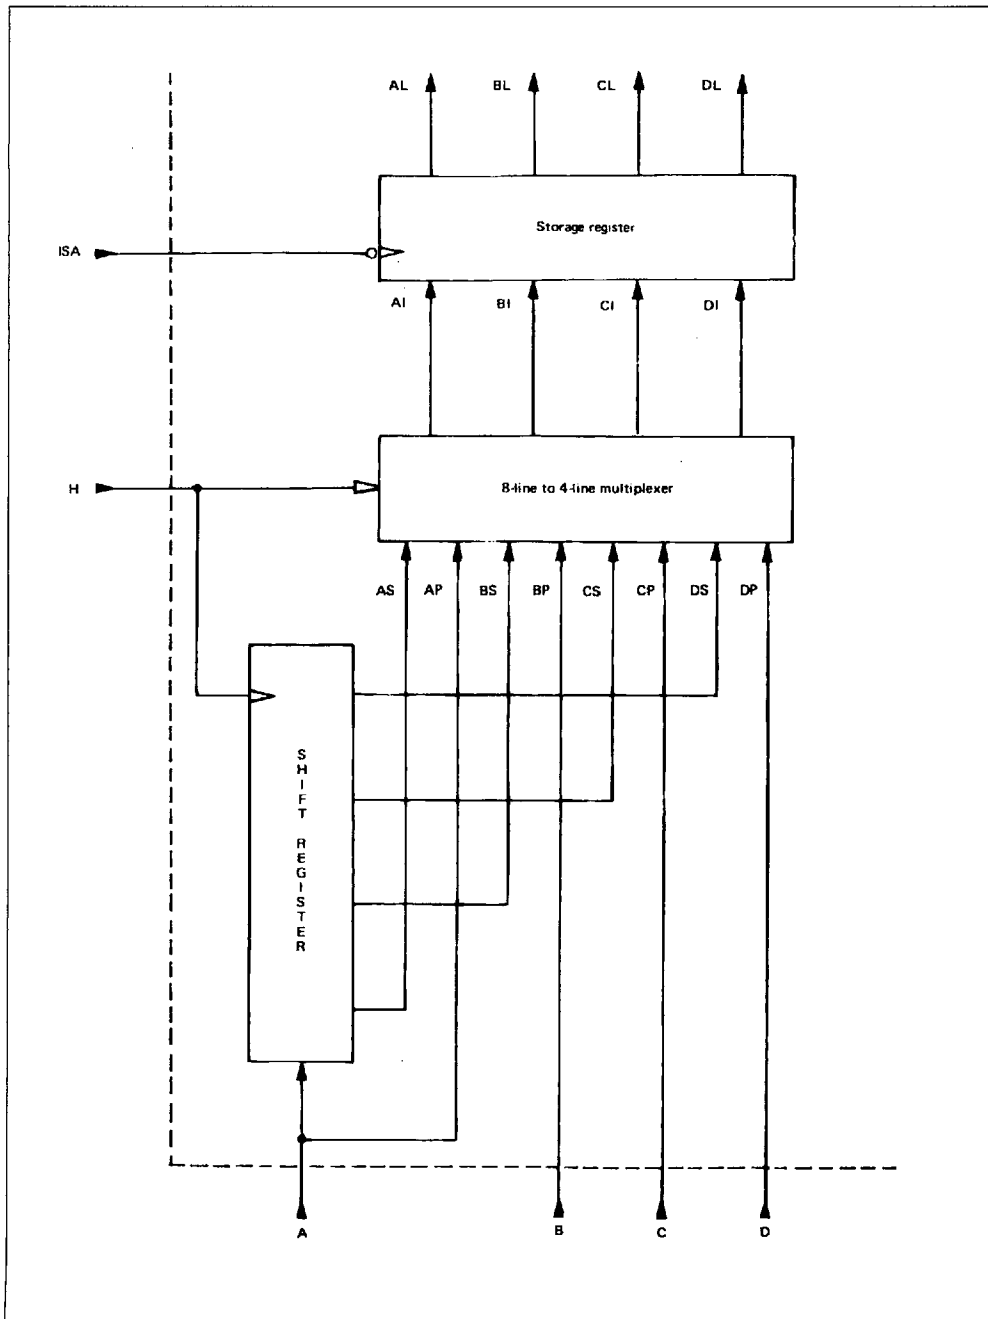 AL BL CL DL
Storage register
ISA
AI BI CI DI
H
8-line to 4-line multiplexer
AS AP BS BP CS CP DS DP
SHIFT REGISTER
A B C D